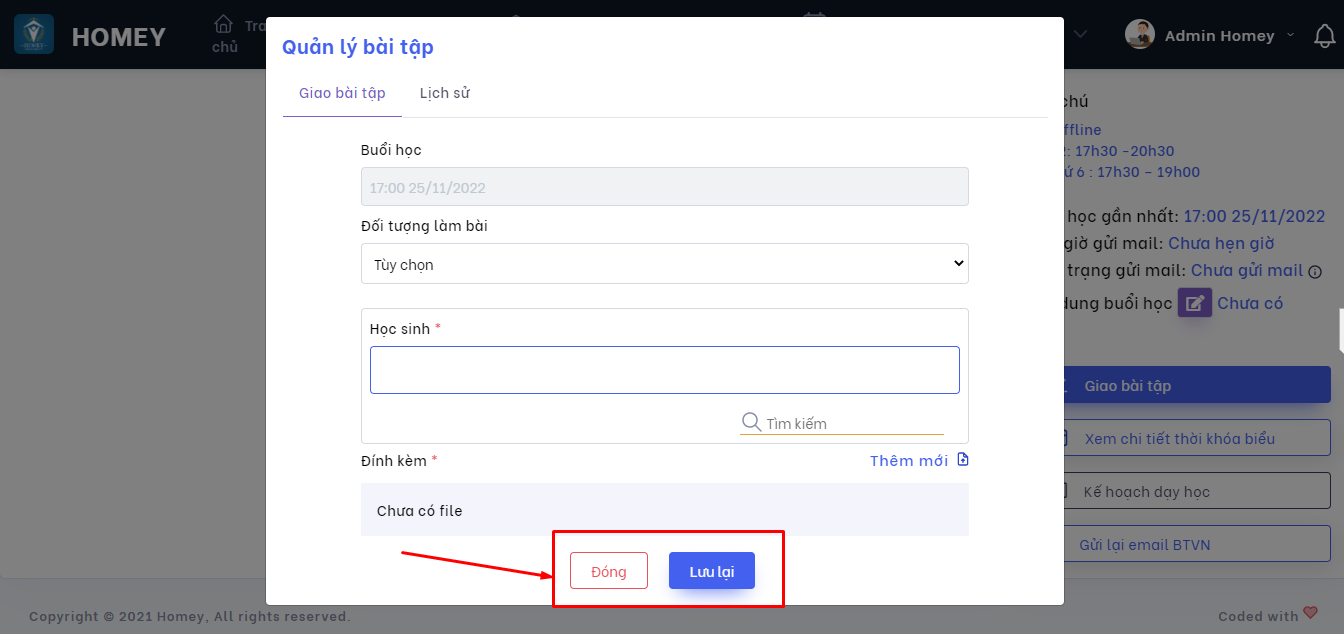 HOMEY
chủ
Admin Homey
Quản lý bài tập
Giao bài tập
Lịch sử
Buổi học
17:00 25/11/2022
Đối tượng làm bài
Tùy chọn
Học sinh *
Tìm kiếm
Đính kèm *
Thêm mới
Chưa có file
Đóng
Lưu lại
chú
: 17h30 -20h30
6 : 17h30 - 19h00
học gần nhất: 17:00 25/11/2022
giờ gửi mail: Chưa hẹn giờ
trạng gửi mail: Chưa gửi mail
dung buổi học Chưa có
Giao bài tập
Xem chi tiết thời khóa biểu
Kế hoạch dạy học
Gửi lại email BTVN
Copyright © 2021 Homey, All rights reserved.
Coded with